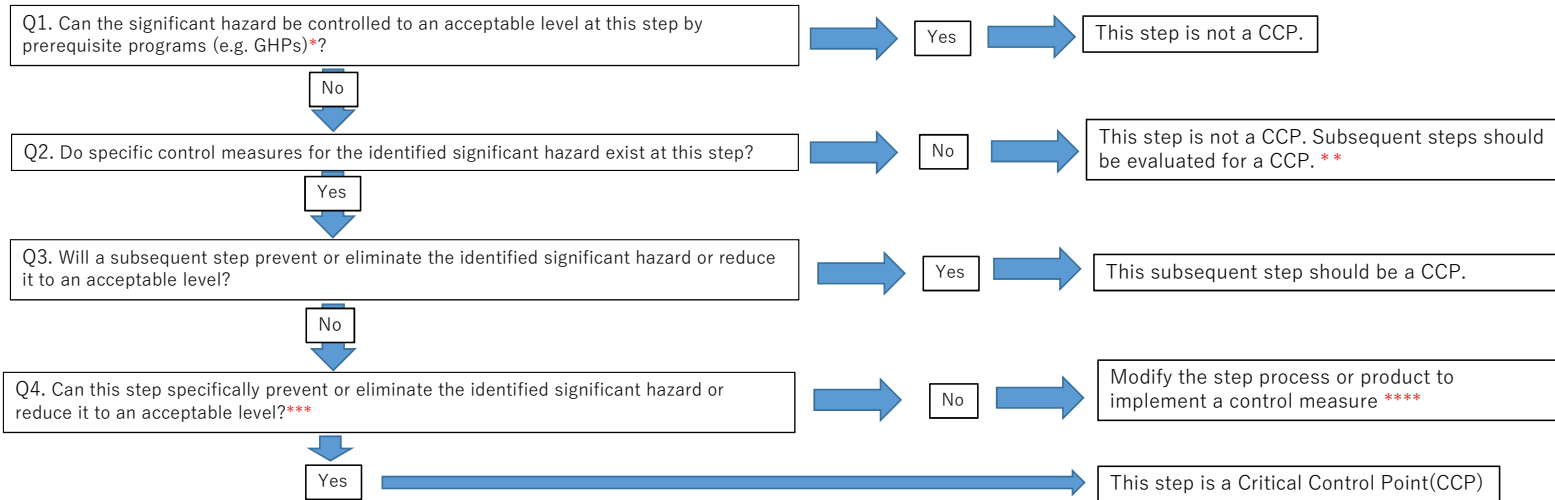 Q1. Can the significant hazard be controlled to an acceptable level at this step by
prerequisite programs (e.g. GHPs)*?
Yes
This step is not a CCP.
No
Q2. Do specific control measures for the identified significant hazard exist at this step?
No
This step is not a CCP. Subsequent steps should
be evaluated for a CCP. **
Yes
Q3. Will a subsequent step prevent or eliminate the identified significant hazard or reduce
it to an acceptable level?
Yes
This subsequent step should be a CCP.
No
Q4. Can this step specifically prevent or eliminate the identified significant hazard or
reduce it to an acceptable level?***
No
Modify the step process or product to
implement a control measure ****
Yes
This step is a Critical Control Point(CCP)